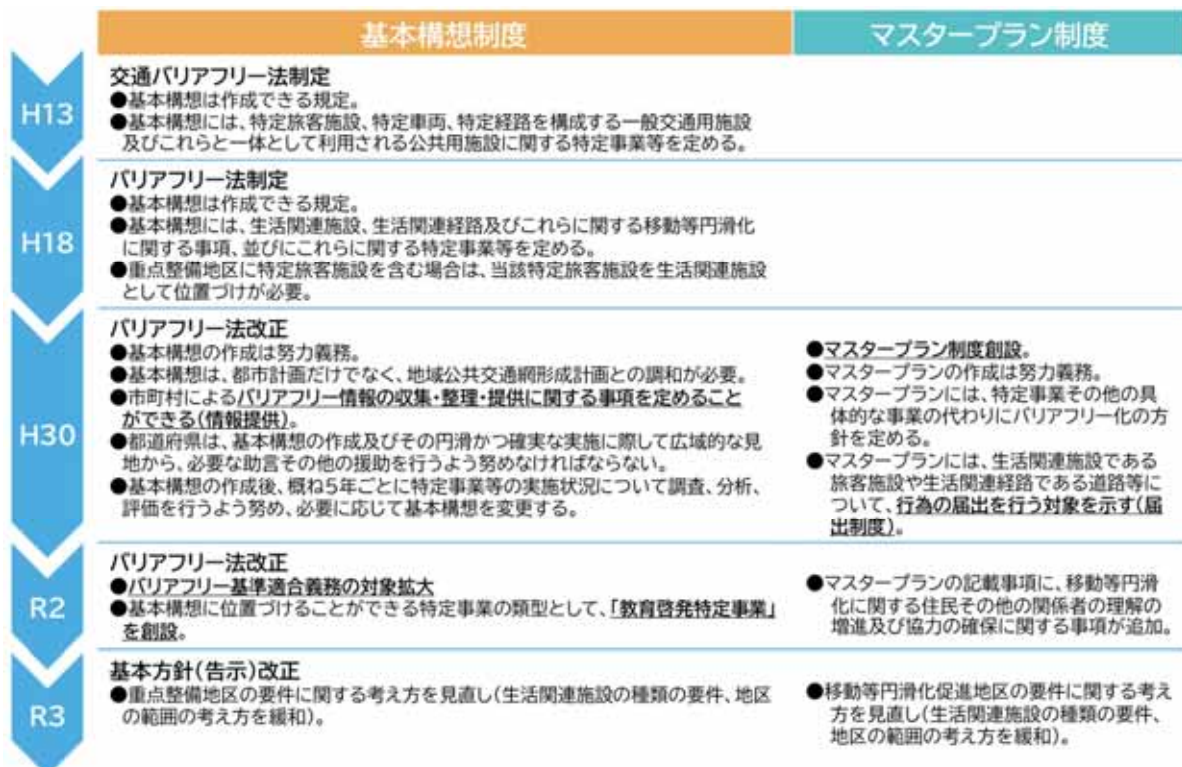 基本構想制度
マスタープラン制度
H13
交通バリアフリー法制定
●基本構想は作成できる規定。
●基本構想には、特定旅客施設、特定車両、特定経路を構成する一般交通用施設
及びこれらと一体として利用される公共用施設に関する特定事業等を定める。
H18
バリアフリー法制定
●基本構想は作成できる規定。
●基本構想には、生活関連施設、生活関連経路及びこれらに関する移動等円滑化
に関する事項、並びにこれらに関する特定事業等を定める。
●重点整備地区に特定旅客施設を含む場合は、当該特定旅客施設を生活関連施設
として位置づけが必要。
H30
バリアフリー法改正
●基本構想の作成は努力義務。
●基本構想は、都市計画だけでなく、地域公共交通網形成計画との調和が必要。
●市町村によるバリアフリー情報の収集・整理・提供に関する事項を定めること
ができる(情報提供)。
●都道府県は、基本構想の作成及びその円滑かつ確実な実施に際して広域的な見
地から、必要な助言その他の援助を行うよう努めなければならない。
●基本構想の作成後、概ね5年ごとに特定事業等の実施状況について調査、分析、
評価を行うよう努め、必要に応じて基本構想を変更する。
●マスタープラン制度創設。
●マスタープランの作成は努力義務。
●マスタープランには、特定事業その他の具
体的な事業の代わりにバリアフリー化の方
針を定める。
●マスタープランには、生活関連施設である
旅客施設や生活関連経路である道路等に
ついて、行為の届出を行う対象を示す(届
出制度)。
R2
バリアフリー法改正
●バリアフリー基準適合義務の対象拡大
●基本構想に位置づけることができる特定事業の類型として、「教育啓発特定事業」
を創設。
●マスタープランの記載事項に、移動等円滑
化に関する住民その他の関係者の理解の
増進及び協力の確保に関する事項が追加。
R3
基本方針(告示)改正
●重点整備地区の要件に関する考え方を見直し(生活関連施設の種類の要件、地区
の範囲の考え方を緩和)。
●移動等円滑化促進地区の要件に関する考え
方を見直し(生活関連施設の種類の要件、
地区の範囲の考え方を緩和)。